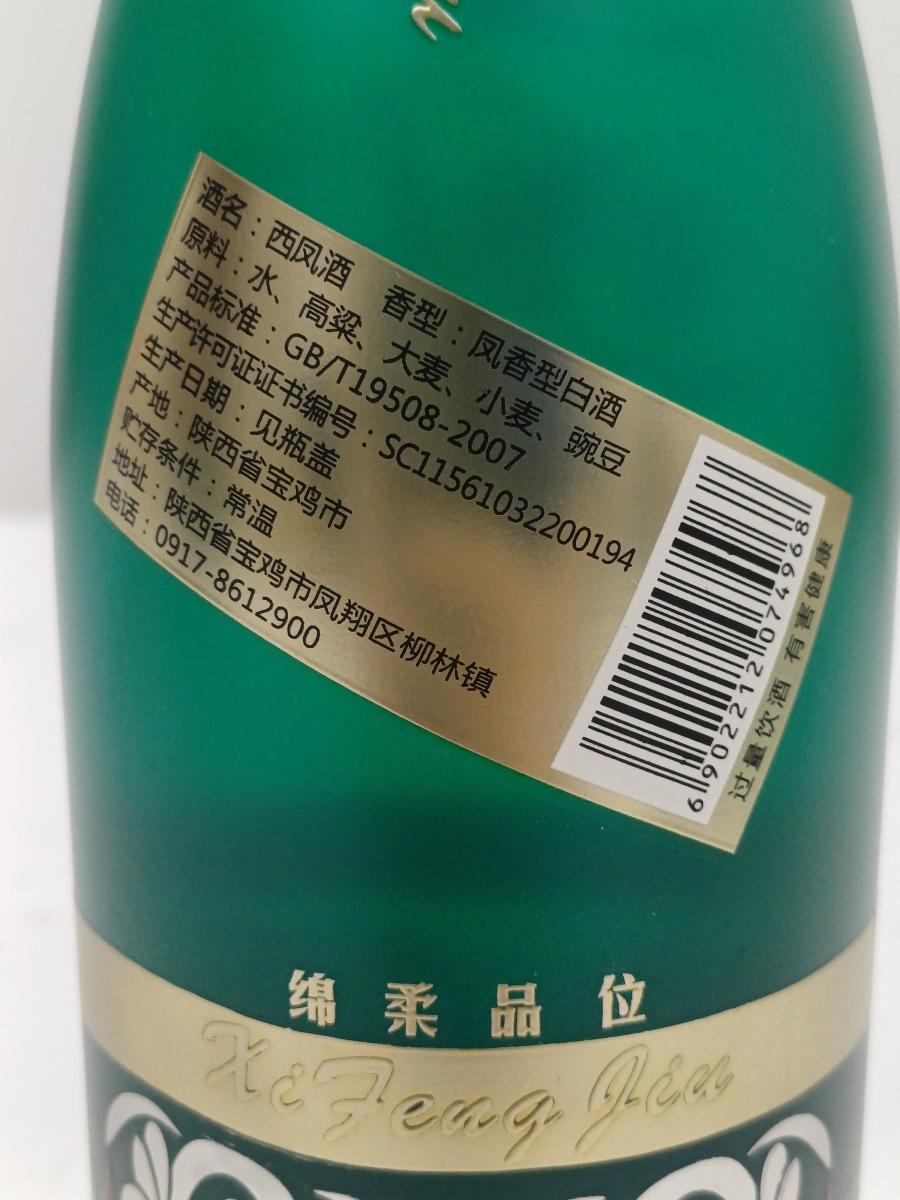 酒名：西凤酒 香型：凤香型白酒
原料：水、高粱、大麦、小麦、豌豆
产品标准：GB/T19508-2007
生产许可证证书编号：SC11561032200194
生产日期：见瓶盖
产地：陕西省宝鸡市
贮存条件：常温
地址：陕西省宝鸡市凤翔区柳林镇
电话：0917-8612900
6902212074968
过量饮酒 有害健康
绵柔品位
XiFeng Jiu